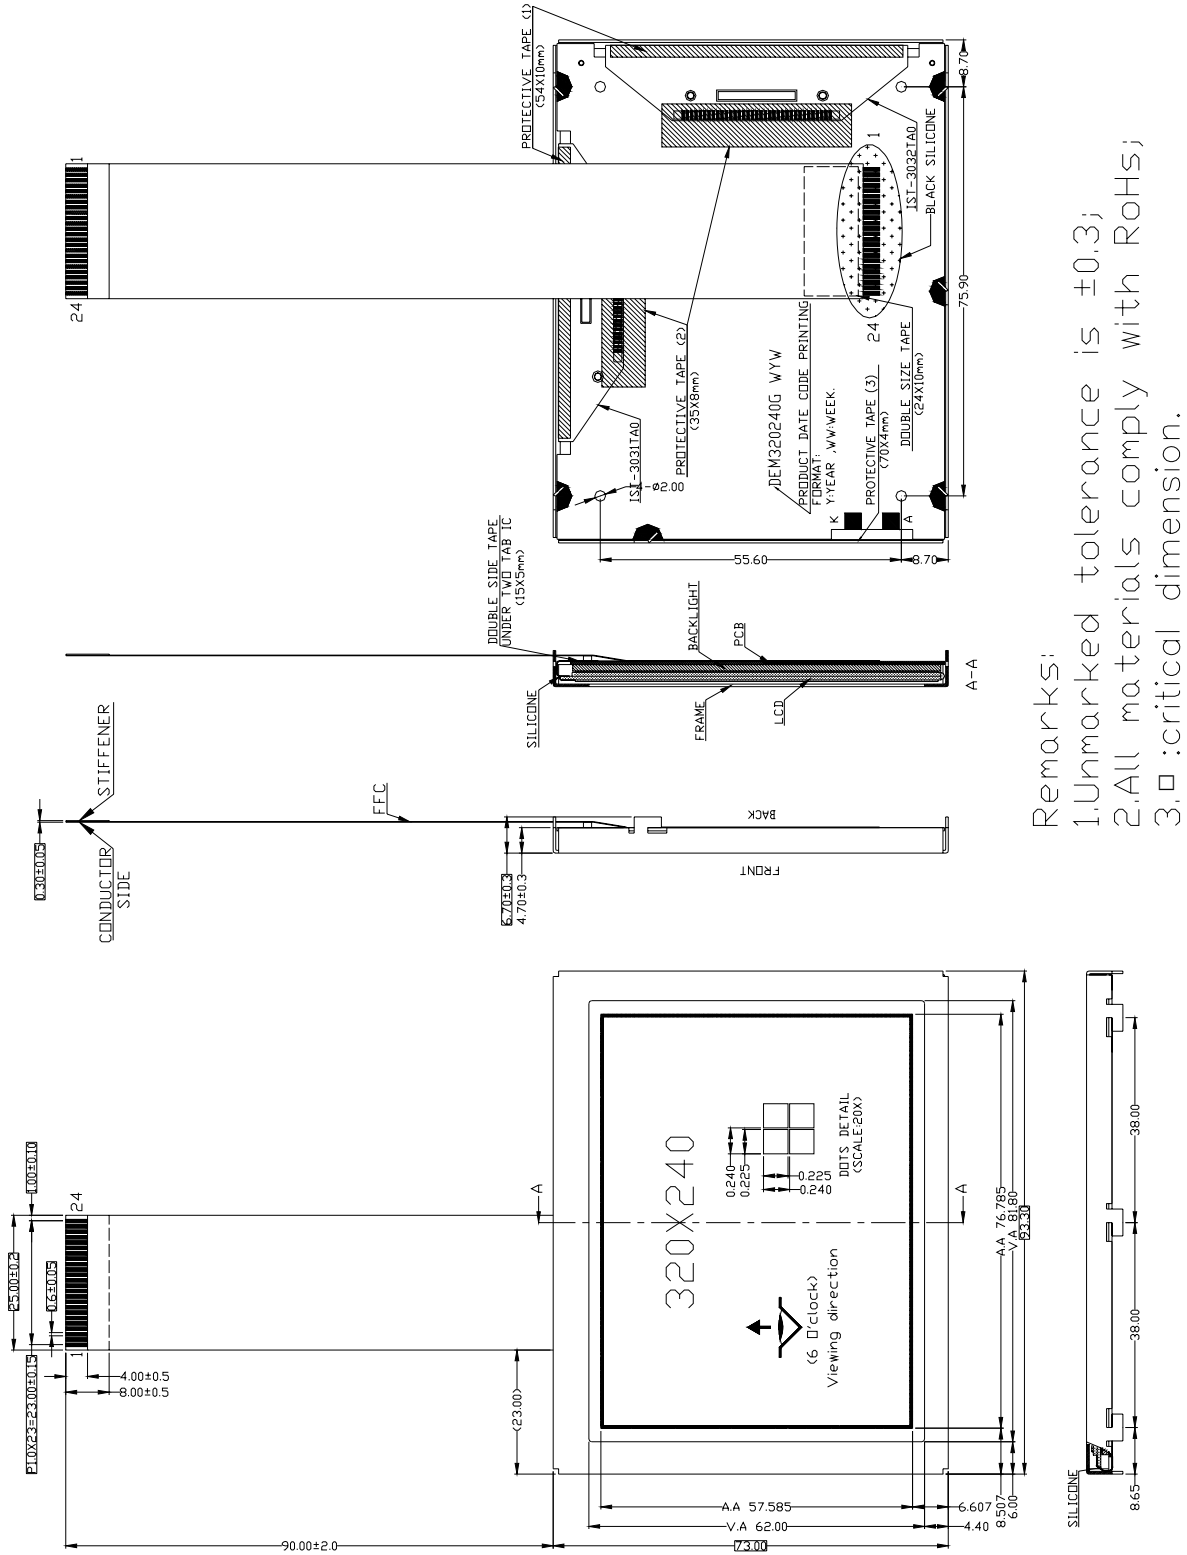 PROTECTIVE TAPE (1)
(54X10mm)
1
24
8.70
75.90
1
24
IST-3032TA0
BLACK SILICONE
PROTECTIVE TAPE (2)
(35X8mm)
IST-3031TA0
4-Ø2.00
DEM320240G WYW
PRODUCT DATE CODE PRINTING
FORMAT:
Y:YEAR ,WW:WEEK.
PROTECTIVE TAPE (3)
(70X4mm)
DOUBLE SIZE TAPE
(24X10mm)
K
A
55.60
8.70
DOUBLE SIDE TAPE
UNDER TWO TAB IC
(15X5mm)
SILICONE
BACKLIGHT
PCB
FRAME
LCD
A-A
STIFFENER
CONDUCTOR
SIDE
0.30±0.05
FFC
6.70±0.3
4.70±0.3
BACK
FRONT
1.00±0.10
25.00±0.2
0.6±0.05
P1.0X23=23.00±0.15
24
1
4.00±0.5
8.00±0.5
(23.00)
90.00±2.0
A
A
320X240
0.240
0.225
0.225
0.240
DOTS DETAIL
(SCALE:20X)
(6 O'clock)
Viewing direction
A.A 76.785
V.A 81.80
93.30
A.A 57.585
V.A 62.00
73.00
6.607
4.40
8.507
6.00
38.00
38.00
8.65
SILICONE
Remarks:
1.Unmarked tolerance is ±0.3;
2.All materials comply with RoHs;
3.□ :critical dimension.